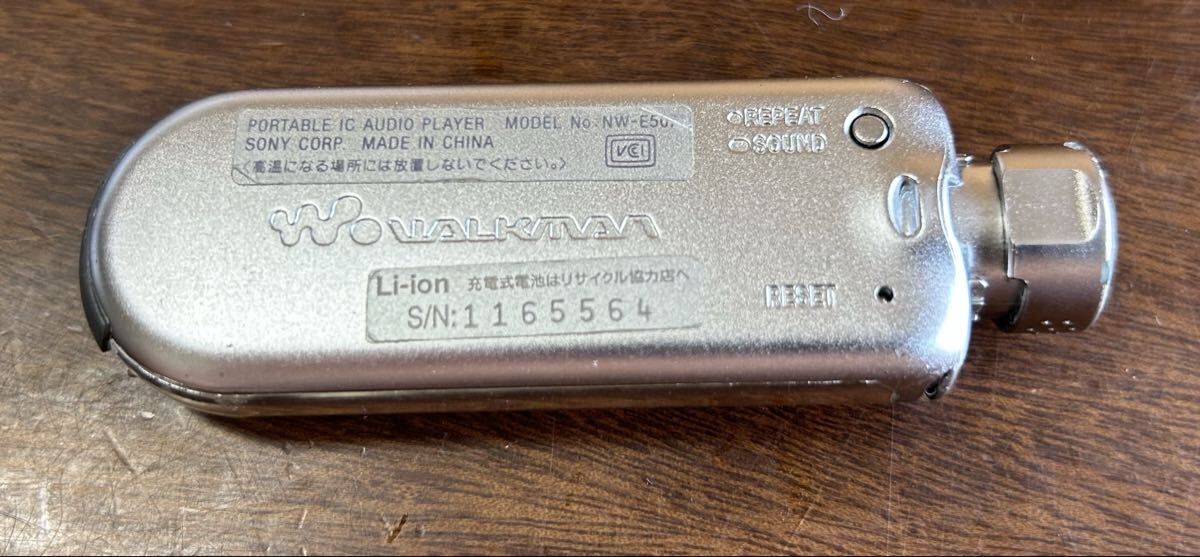 PORTABLE IC AUDIO PLAYER MODEL No. NW-E507
SONY CORP. MADE IN CHINA
<高温になる場所には放置しないでください。>
VCI
REPEAT
SOUND
WALKMAN
Li-ion 充電式電池はリサイクル協力店へ
S/N: 1165564
RESET